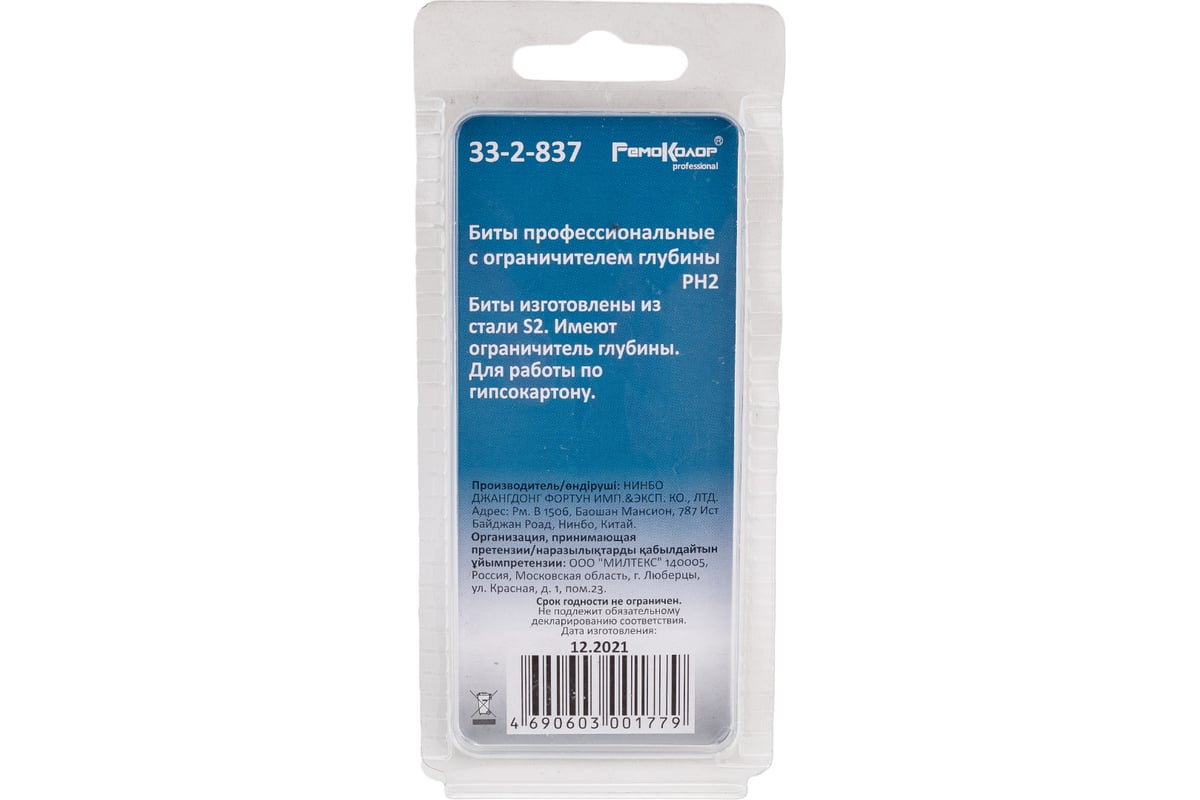 33-2-837 РемоКолор®
professional
Биты профессиональные
с ограничителем глубины
PH2
Биты изготовлены из
стали S2. Имеют
ограничитель глубины.
Для работы по
гипсокартону.
Производитель/өндіруші: НИНБО
ДЖАНГДОНГ ФОРТУН ИМП.&ЭКСП. КО., ЛТД.
Адрес: Рм. В 1506, Баошан Мансион, 787 Ист
Байджан Роад, Нинбо, Китай.
Организация, принимающая
претензии/наразылықтарды қабылдайтын
ұйымпретензии: ООО "МИЛТЕКС" 140005,
Россия, Московская область, г. Люберцы,
ул. Красная, д. 1, пом.23.
Срок годности не ограничен.
Не подлежит обязательному
декларированию соответствия.
Дата изготовления:
12.2021
4 690603 001779